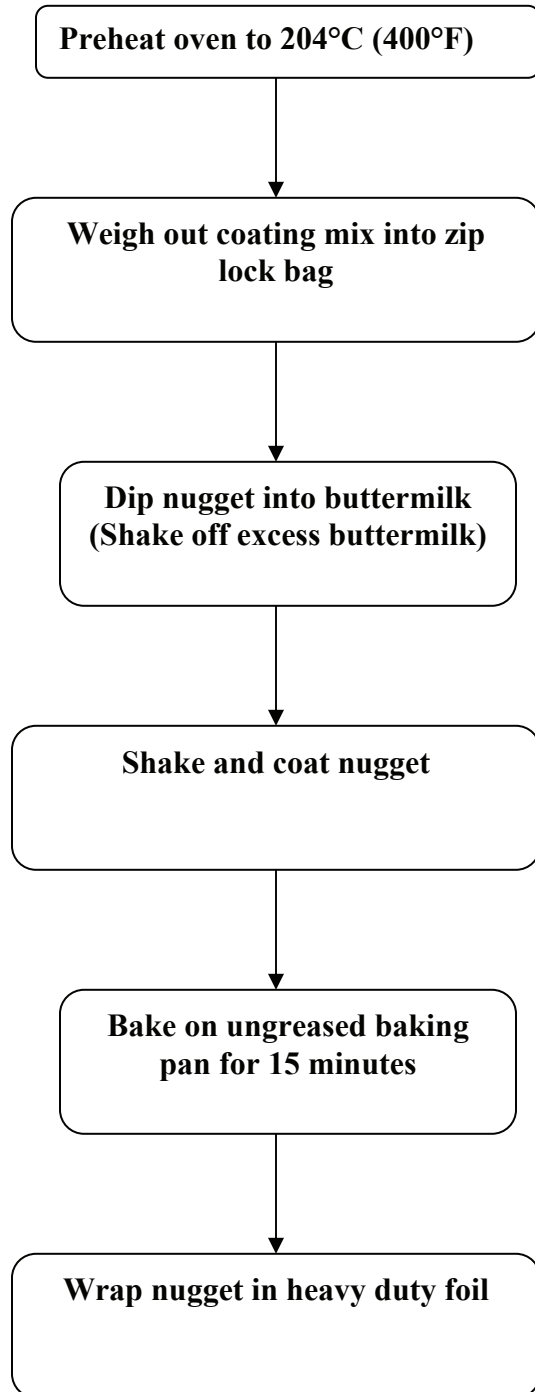 Preheat oven to 204°C (400°F)
Weigh out coating mix into zip
lock bag
Dip nugget into buttermilk
(Shake off excess buttermilk)
Shake and coat nugget
Bake on ungreased baking
pan for 15 minutes
Wrap nugget in heavy duty foil